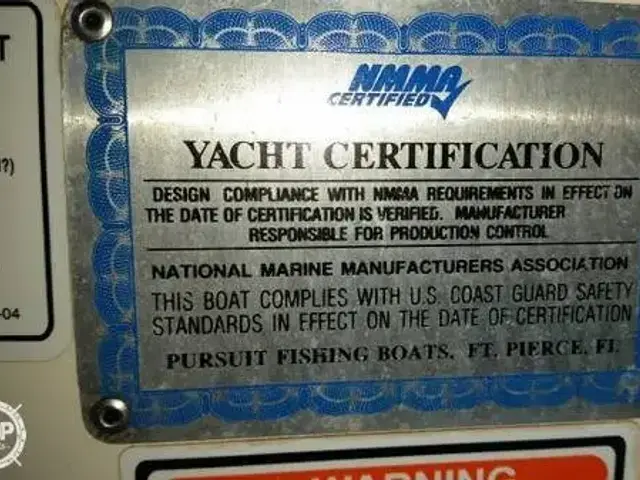 T
?)
-04
NMMA
CERTIFIED
YACHT CERTIFICATION
DESIGN COMPLIANCE WITH NMMA REQUIREMENTS IN EFFECT ON
THE DATE OF CERTIFICATION IS VERIFIED. MANUFACTURER
RESPONSIBLE FOR PRODUCTION CONTROL
NATIONAL MARINE MANUFACTURERS ASSOCIATION
THIS BOAT COMPLIES WITH U.S. COAST GUARD SAFETY
STANDARDS IN EFFECT ON THE DATE OF CERTIFICATION
PURSUIT FISHING BOATS, FT. PIERCE, FL
P
WARNING